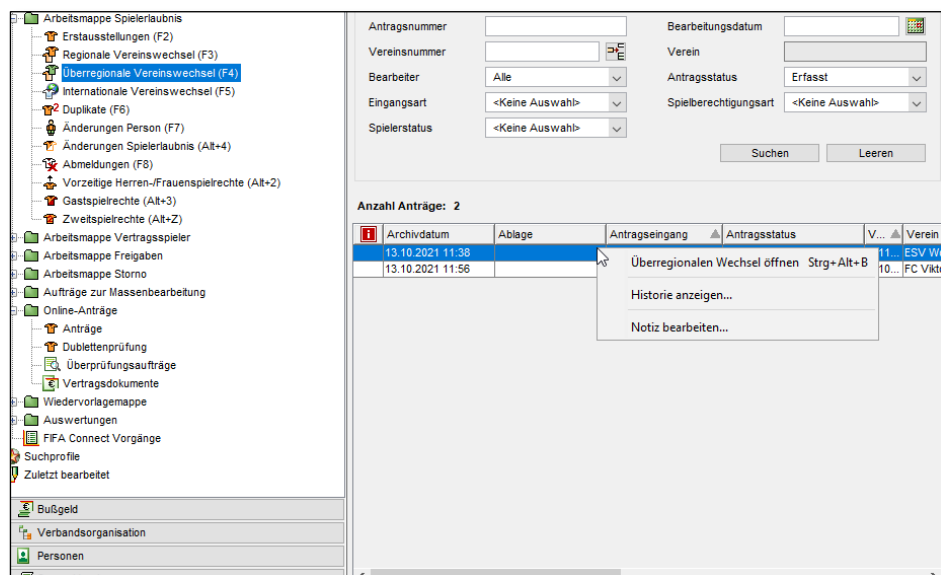 Arbeitsmappe Spielerlaubnis
Erstausstellungen (F2)
Regionale Vereinswechsel (F3)
Überregionale Vereinswechsel (F4)
Internationale Vereinswechsel (F5)
Duplikate (F6)
Änderungen Person (F7)
Änderungen Spielerlaubnis (Alt+4)
Abmeldungen (F8)
Vorzeitige Herren-/Frauenspielrechte (Alt+2)
Gastspielrechte (Alt+3)
Zweitspielrechte (Alt+Z)
Arbeitsmappe Vertragsspieler
Arbeitsmappe Freigaben
Arbeitsmappe Storno
Aufträge zur Massenbearbeitung
Online-Anträge
Anträge
Dublettenprüfung
Überprüfungsaufträge
Vertragsdokumente
Wiedervorlagemappe
Auswertungen
FIFA Connect Vorgänge
Suchprofile
Zuletzt bearbeitet
Bußgeld
Verbandsorganisation
Personen
Antragsnummer Bearbeitungsdatum
Vereinsnummer Verein
Bearbeiter Alle Antragsstatus Erfasst
Eingangsart <Keine Auswahl> Spielberechtigungsart <Keine Auswahl>
Spielerstatus <Keine Auswahl>
Suchen Leeren
Anzahl Anträge: 2
Archivdatum Ablage Antragseingang Antragsstatus V... Verein
13.10.2021 11:38 11... ESV W
13.10.2021 11:56 10... FC Vikt
Überregionalen Wechsel öffnen Strg+Alt+B
Historie anzeigen...
Notiz bearbeiten...